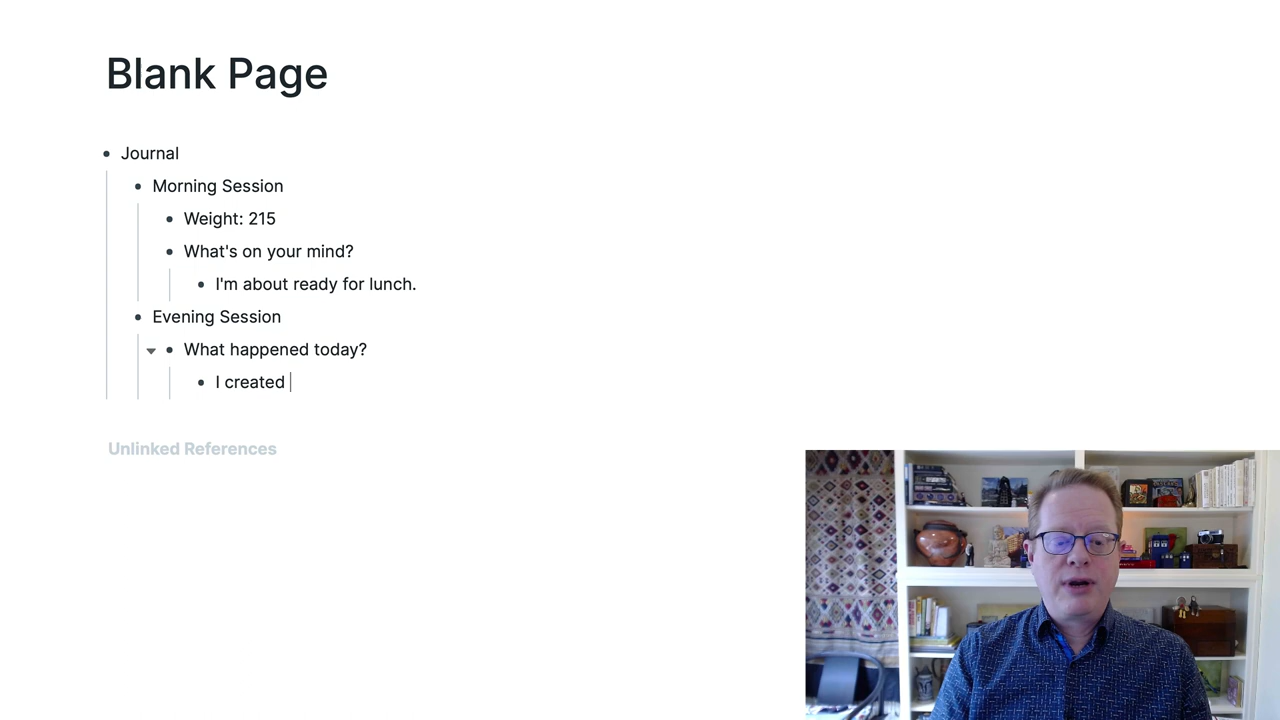 Blank Page
Journal
Morning Session
Weight: 215
What's on your mind?
I'm about ready for lunch.
Evening Session
What happened today?
I created
Unlinked References